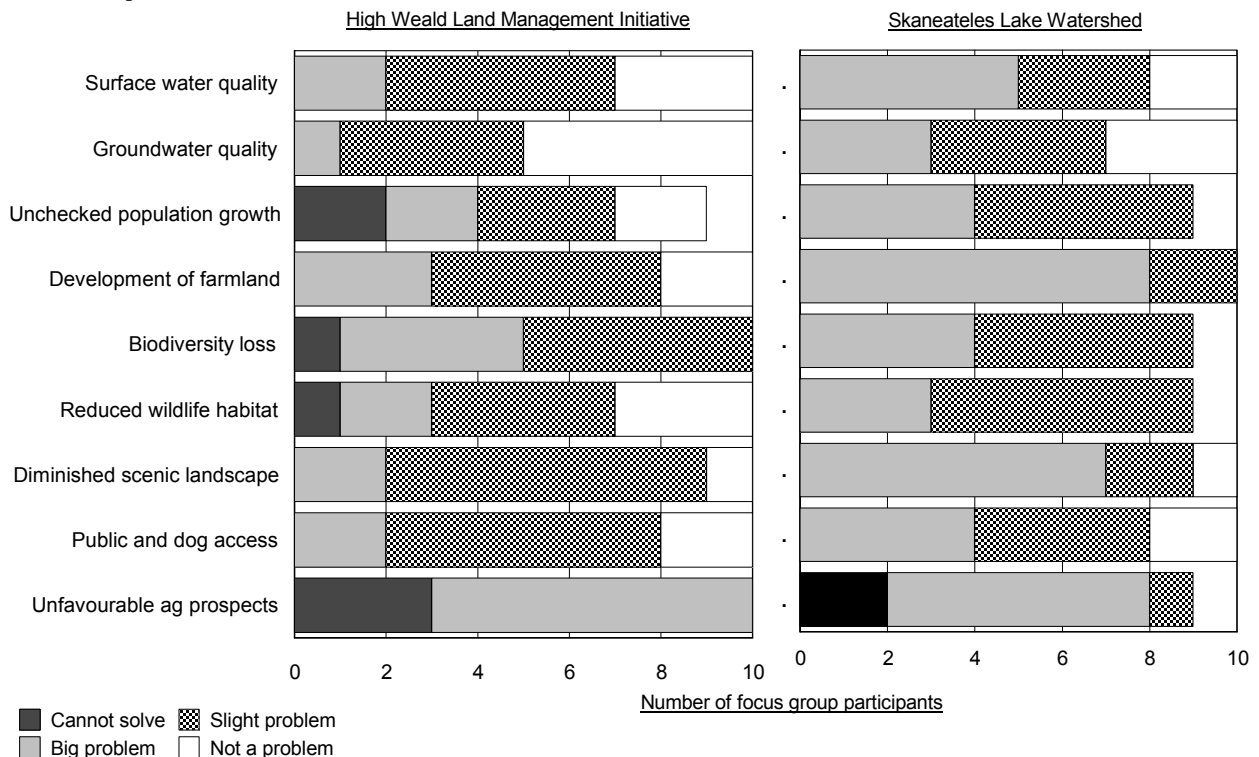 High Weald Land Management Initiative
Skaneateles Lake Watershed
Surface water quality
Groundwater quality
Unchecked population growth
Development of farmland
Biodiversity loss
Reduced wildlife habitat
Diminished scenic landscape
Public and dog access
Unfavourable ag prospects
0 2 4 6 8 10
0 2 4 6 8 10
Number of focus group participants
Cannot solve Slight problem
Big problem Not a problem